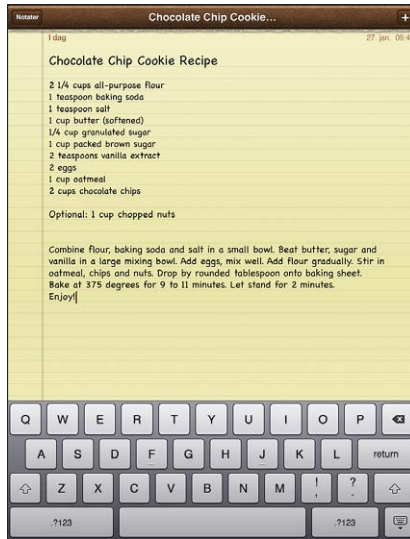 Notater
Chocolate Chip Cookie...
+
I dag
27. jan. 09:4
Chocolate Chip Cookie Recipe
2 1/4 cups all-purpose flour
1 teaspoon baking soda
1 teaspoon salt
1 cup butter (softened)
1/4 cup granulated sugar
1 cup packed brown sugar
2 teaspoons vanilla extract
2 eggs
1 cup oatmeal
2 cups chocolate chips
Optional: 1 cup chopped nuts
Combine flour, baking soda and salt in a small bowl. Beat butter, sugar and
vanilla in a large mixing bowl. Add eggs, mix well. Add flour gradually. Stir in
oatmeal, chips and nuts. Drop by rounded tablespoon onto baking sheet.
Bake at 375 degrees for 9 to 11 minutes. Let stand for 2 minutes.
Enjoy!
Q W E R T Y U I O P
A S D F G H J K L return
Z X C V B N M ! , ? .
.?123 .?123